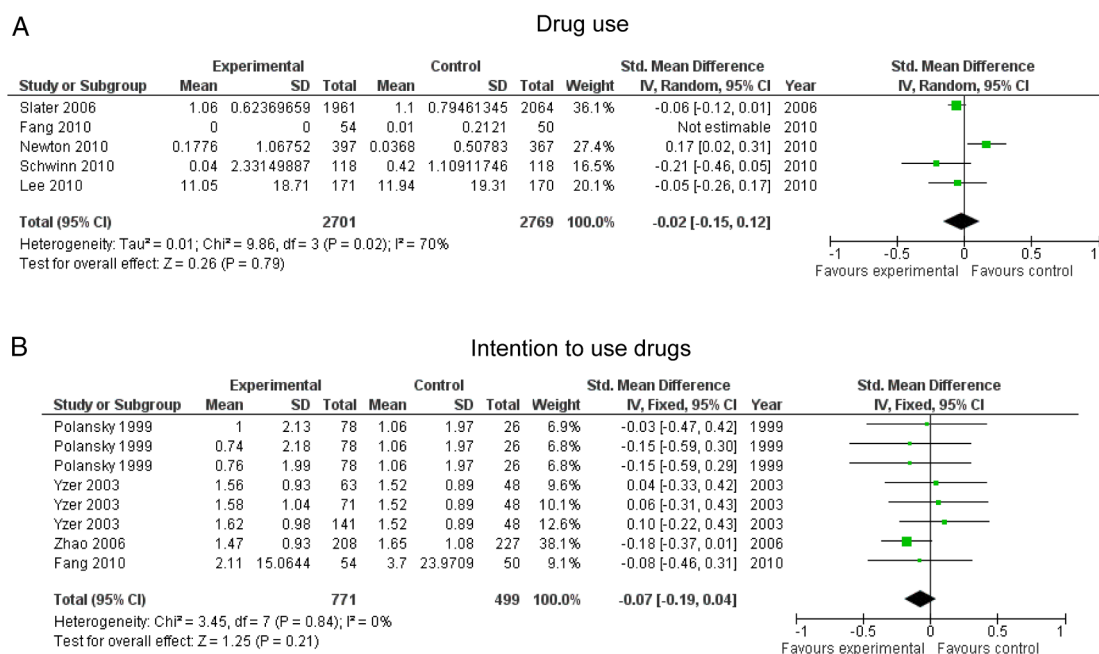 A
Drug use
Experimental Control Std. Mean Difference Std. Mean Difference
Study or Subgroup Mean SD Total Mean SD Total Weight IV, Random, 95% CI Year IV, Random, 95% CI
Slater 2006 1.06 0.62369659 1961 1.1 0.79461345 2064 36.1% -0.06 [-0.12, 0.01] 2006
Fang 2010 0 0 54 0.01 0.2121 50 Not estimable 2010
Newton 2010 0.1776 1.06752 397 0.0368 0.50783 367 27.4% 0.17 [0.02, 0.31] 2010
Schwinn 2010 0.04 2.33149887 118 0.42 1.10911746 118 16.5% -0.21 [-0.46, 0.05] 2010
Lee 2010 11.05 18.71 171 11.94 19.31 170 20.1% -0.05 [-0.26, 0.17] 2010
Total (95% CI) 2701 2769 100.0% -0.02 [-0.15, 0.12]
Heterogeneity: Tau² = 0.01; Chi² = 9.86, df = 3 (P = 0.02); I² = 70%
Test for overall effect: Z = 0.26 (P = 0.79)
-1 -0.5 0 0.5 1
Favours experimental Favours control
B
Intention to use drugs
Experimental Control Std. Mean Difference Std. Mean Difference
Study or Subgroup Mean SD Total Mean SD Total Weight IV, Fixed, 95% CI Year IV, Fixed, 95% CI
Polansky 1999 1 2.13 78 1.06 1.97 26 6.9% -0.03 [-0.47, 0.42] 1999
Polansky 1999 0.74 2.18 78 1.06 1.97 26 6.8% -0.15 [-0.59, 0.30] 1999
Polansky 1999 0.76 1.99 78 1.06 1.97 26 6.8% -0.15 [-0.59, 0.29] 1999
Yzer 2003 1.56 0.93 63 1.52 0.89 48 9.6% 0.04 [-0.33, 0.42] 2003
Yzer 2003 1.58 1.04 71 1.52 0.89 48 10.1% 0.06 [-0.31, 0.43] 2003
Yzer 2003 1.62 0.98 141 1.52 0.89 48 12.6% 0.10 [-0.22, 0.43] 2003
Zhao 2006 1.47 0.93 208 1.65 1.08 227 38.1% -0.18 [-0.37, 0.01] 2006
Fang 2010 2.11 15.0644 54 3.7 23.9709 50 9.1% -0.08 [-0.46, 0.31] 2010
Total (95% CI) 771 499 100.0% -0.07 [-0.19, 0.04]
Heterogeneity: Chi² = 3.45, df = 7 (P = 0.84); I² = 0%
Test for overall effect: Z = 1.25 (P = 0.21)
-1 -0.5 0 0.5 1
Favours experimental Favours control